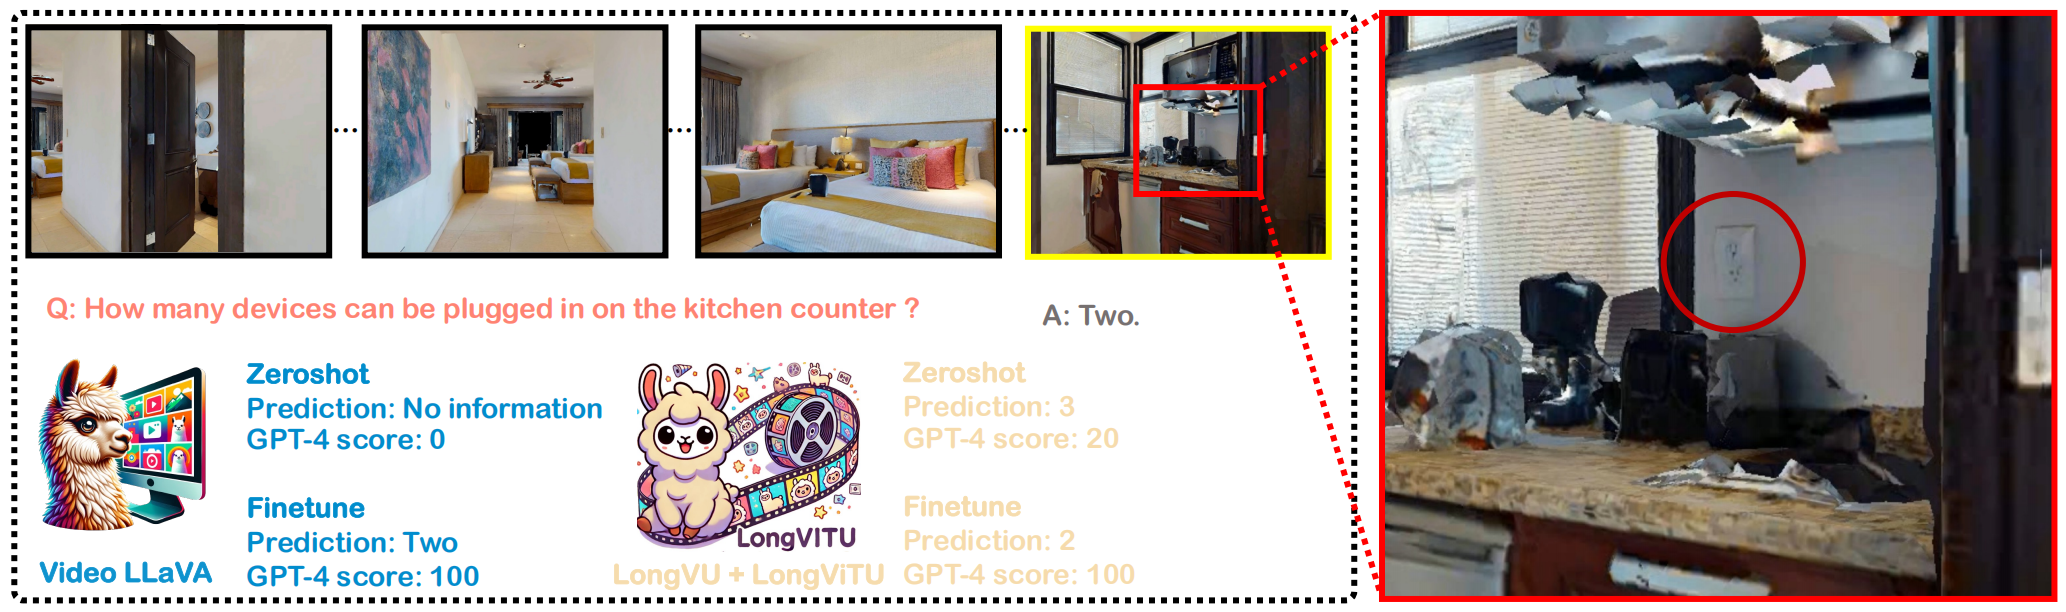 Q: How many devices can be plugged in on the kitchen counter ?
A: Two.
Zeroshot
Prediction: No information
GPT-4 score: 0
Finetune
Prediction: Two
GPT-4 score: 100
Video LLaVA
Zeroshot
Prediction: 3
GPT-4 score: 20
Finetune
Prediction: 2
GPT-4 score: 100
LongVITU
LongVU + LongViTU